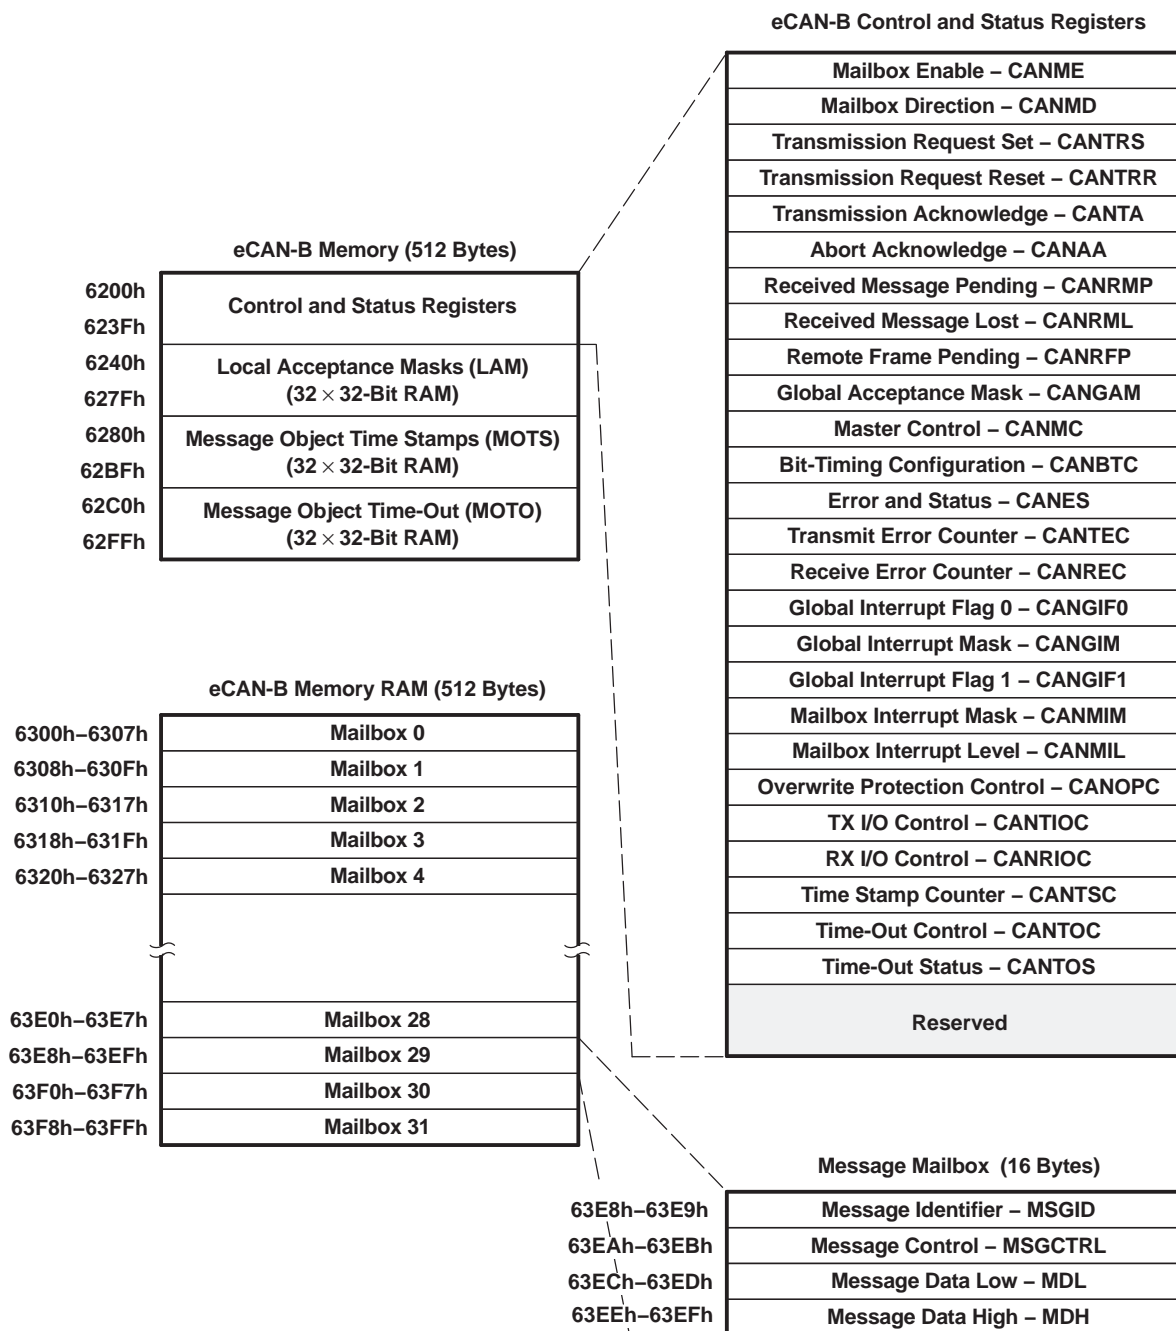 eCAN-B Control and Status Registers
Mailbox Enable – CANME
Mailbox Direction – CANMD
Transmission Request Set – CANTRS
Transmission Request Reset – CANTRR
Transmission Acknowledge – CANTA
Abort Acknowledge – CANAA
Received Message Pending – CANRMP
Received Message Lost – CANRML
Remote Frame Pending – CANRFP
Global Acceptance Mask – CANGAM
Master Control – CANMC
Bit-Timing Configuration – CANBTC
Error and Status – CANES
Transmit Error Counter – CANTEC
Receive Error Counter – CANREC
Global Interrupt Flag 0 – CANGIF0
Global Interrupt Mask – CANGIM
Global Interrupt Flag 1 – CANGIF1
Mailbox Interrupt Mask – CANMIM
Mailbox Interrupt Level – CANMIL
Overwrite Protection Control – CANOPC
TX I/O Control – CANTIOC
RX I/O Control – CANRIOC
Time Stamp Counter – CANTSC
Time-Out Control – CANTOC
Time-Out Status – CANTOS
Reserved
eCAN-B Memory (512 Bytes)
6200h
Control and Status Registers
623Fh
6240h
Local Acceptance Masks (LAM)
(32 × 32-Bit RAM)
627Fh
6280h
Message Object Time Stamps (MOTS)
(32 × 32-Bit RAM)
62BFh
62C0h
Message Object Time-Out (MOTO)
(32 × 32-Bit RAM)
62FFh
eCAN-B Memory RAM (512 Bytes)
6300h–6307h Mailbox 0
6308h–630Fh Mailbox 1
6310h–6317h Mailbox 2
6318h–631Fh Mailbox 3
6320h–6327h Mailbox 4
63E0h–63E7h Mailbox 28
63E8h–63EFh Mailbox 29
63F0h–63F7h Mailbox 30
63F8h–63FFh Mailbox 31
Message Mailbox (16 Bytes)
63E8h–63E9h Message Identifier – MSGID
63EAh–63EBh Message Control – MSGCTRL
63ECh–63EDh Message Data Low – MDL
63EEh–63EFh Message Data High – MDH